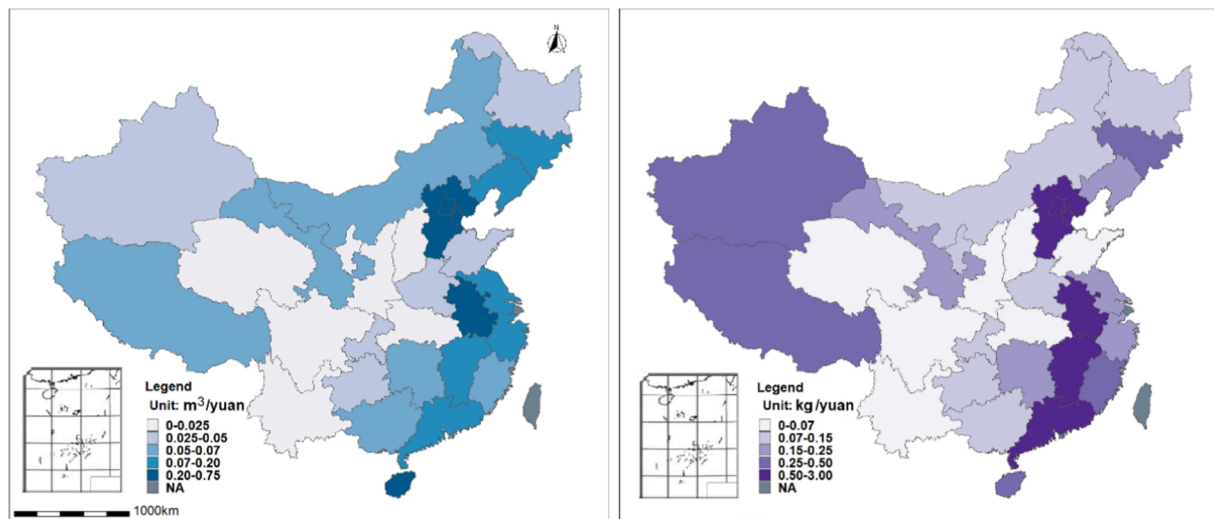 N
Legend
Unit: m³/yuan
0-0.025
0.025-0.05
0.05-0.07
0.07-0.20
0.20-0.75
NA
1000km
Legend
Unit: kg/yuan
0-0.07
0.07-0.15
0.15-0.25
0.25-0.50
0.50-3.00
NA